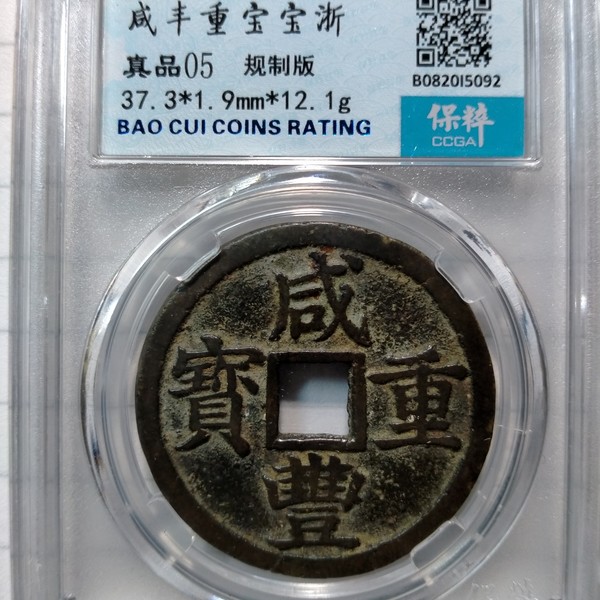 咸丰重宝宝浙
真品05 规制版
37.3*1.9mm*12.1g
BAO CUI COINS RATING
B082015092
保粹
CCGA
咸
寶 重
豐